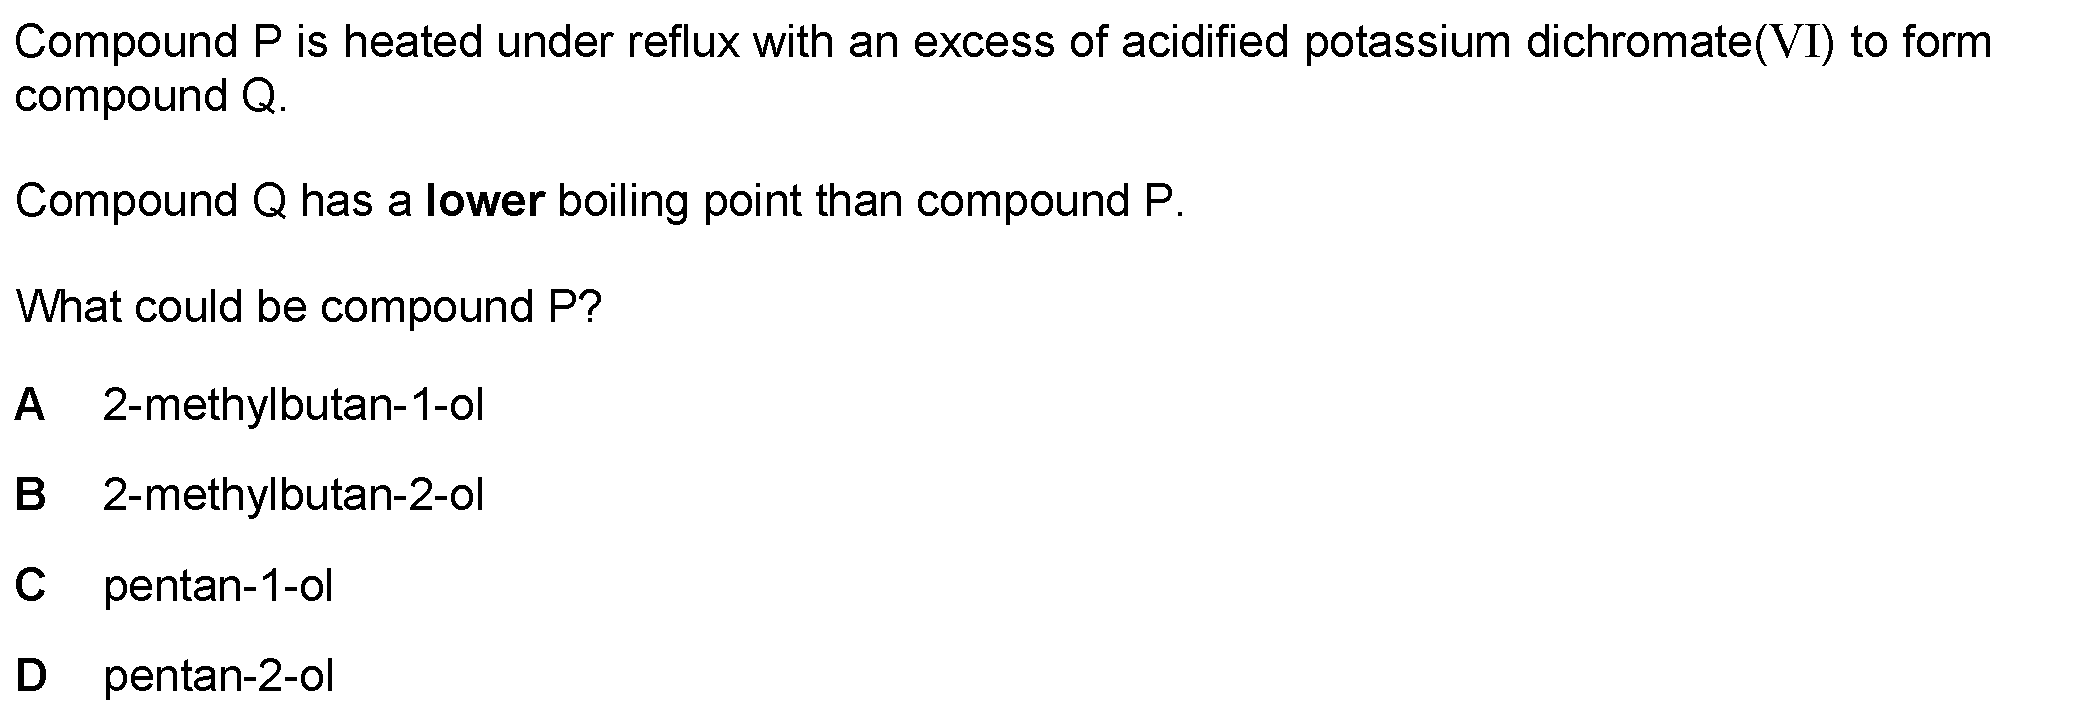 Compound P is heated under reflux with an excess of acidified potassium dichromate(VI) to form
compound Q.
Compound Q has a lower boiling point than compound P.
What could be compound P?
A 2-methylbutan-1-ol
B 2-methylbutan-2-ol
C pentan-1-ol
D pentan-2-ol